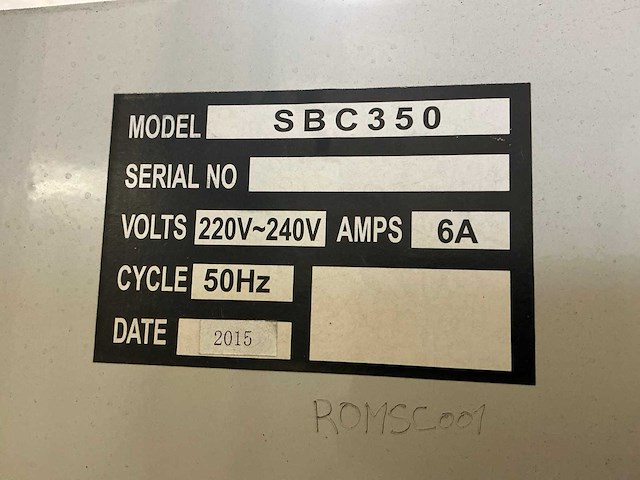 MODEL SBC350
SERIAL NO
VOLTS 220V~240V AMPS 6A
CYCLE 50Hz
DATE 2015
ROMSC001